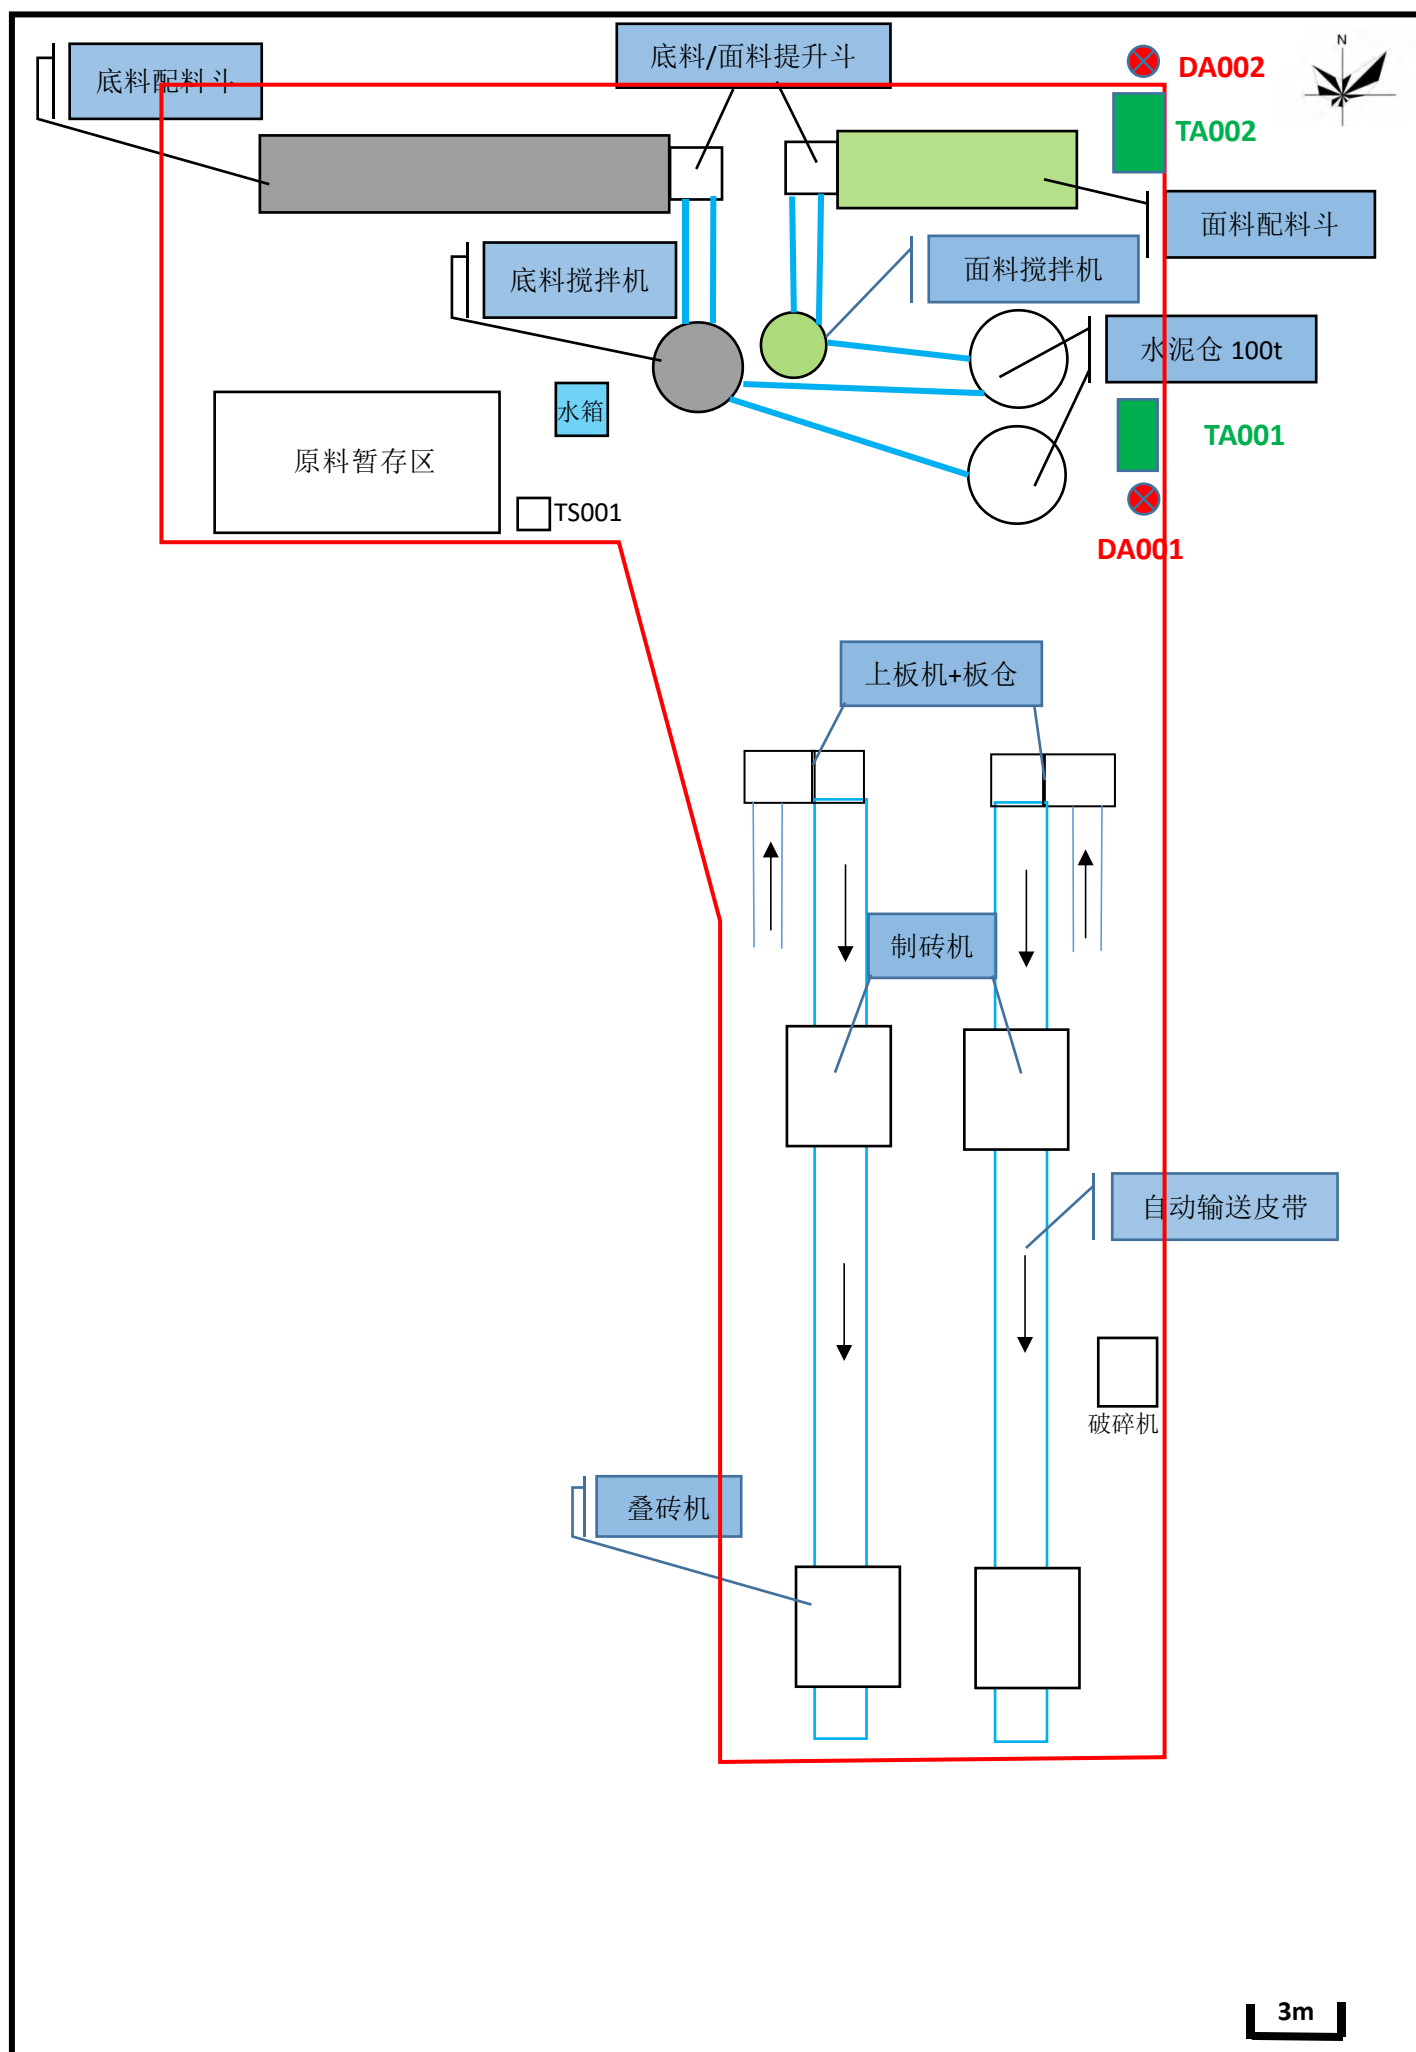 底料/面料提升斗
底料配料斗
N
DA002
TA002
面料配料斗
底料搅拌机
面料搅拌机
水泥仓 100t
水箱
TA001
原料暂存区
TS001
DA001
上板机+板仓
制砖机
自动输送皮带
破碎机
叠砖机
3m